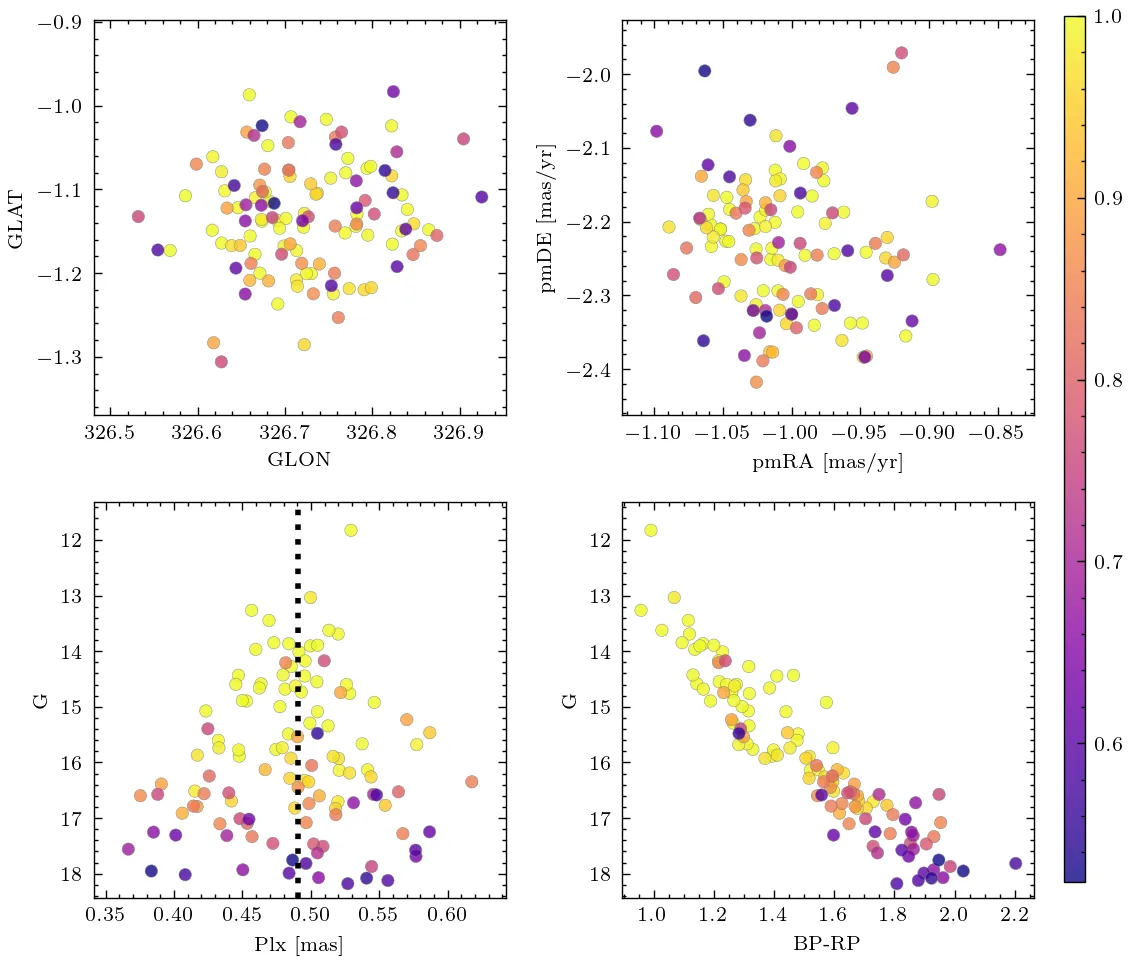 −0.9
−1.0
−1.1
−1.2
−1.3
GLAT
326.5 326.6 326.7 326.8 326.9
GLON
−2.0
−2.1
−2.2
−2.3
−2.4
pmDE [mas/yr]
−1.10 −1.05 −1.00 −0.95 −0.90 −0.85
pmRA [mas/yr]
1.0
0.9
0.8
0.7
0.6
12
13
14
15
16
17
18
G
0.35 0.40 0.45 0.50 0.55 0.60
Plx [mas]
12
13
14
15
16
17
18
G
1.0 1.2 1.4 1.6 1.8 2.0 2.2
BP-RP